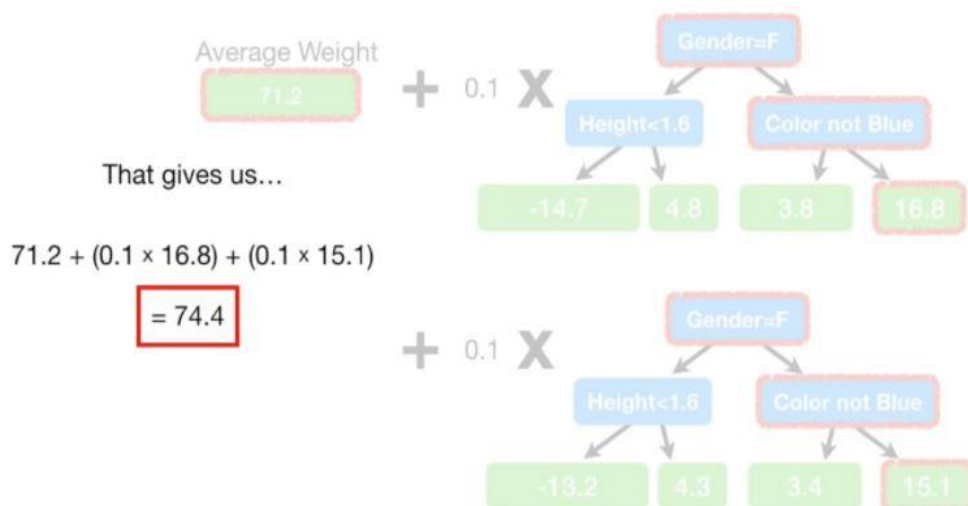 Average Weight
71.2
+ 0.1 X
Gender=F
Height<1.6
Color not Blue
-14.7
4.8
3.8
16.8
That gives us…
71.2 + (0.1 × 16.8) + (0.1 × 15.1)
= 74.4
+ 0.1 X
Gender=F
Height<1.6
Color not Blue
-13.2
4.3
3.4
15.1